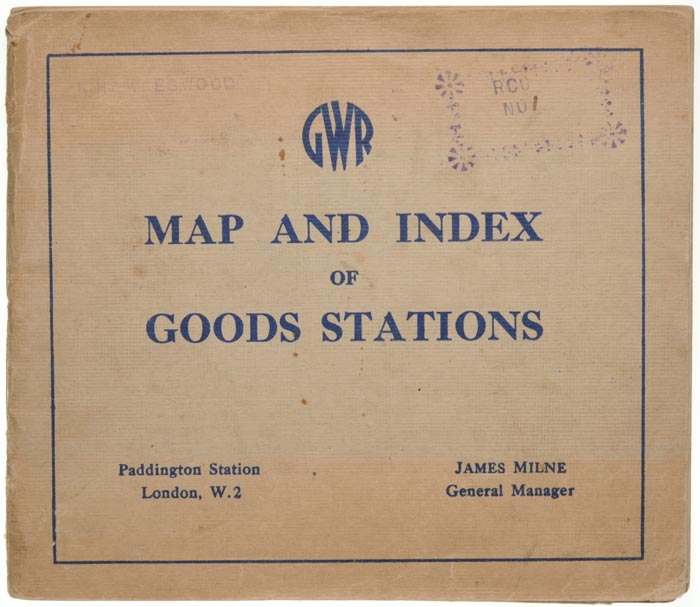 GWR
MAP AND INDEX
OF
GOODS STATIONS
Paddington Station
London, W.2
JAMES MILNE
General Manager